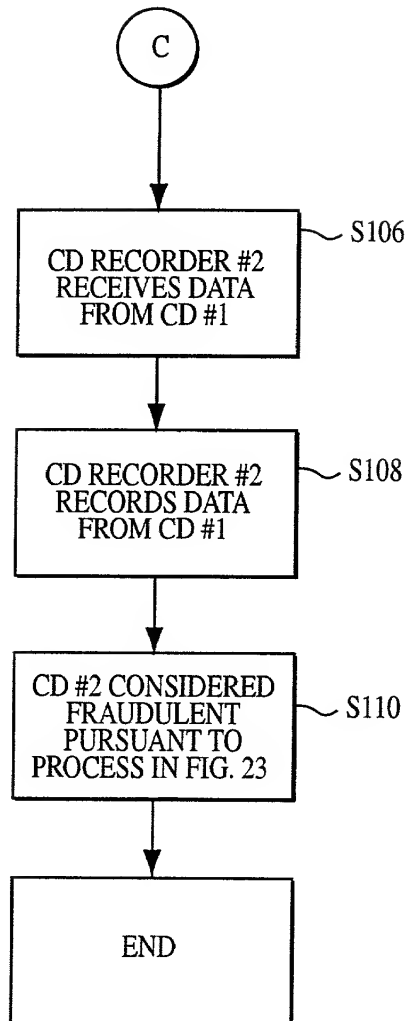 C
S106
CD RECORDER #2
RECEIVES DATA
FROM CD #1
S108
CD RECORDER #2
RECORDS DATA
FROM CD #1
S110
CD #2 CONSIDERED
FRAUDULENT
PURSUANT TO
PROCESS IN FIG. 23
END